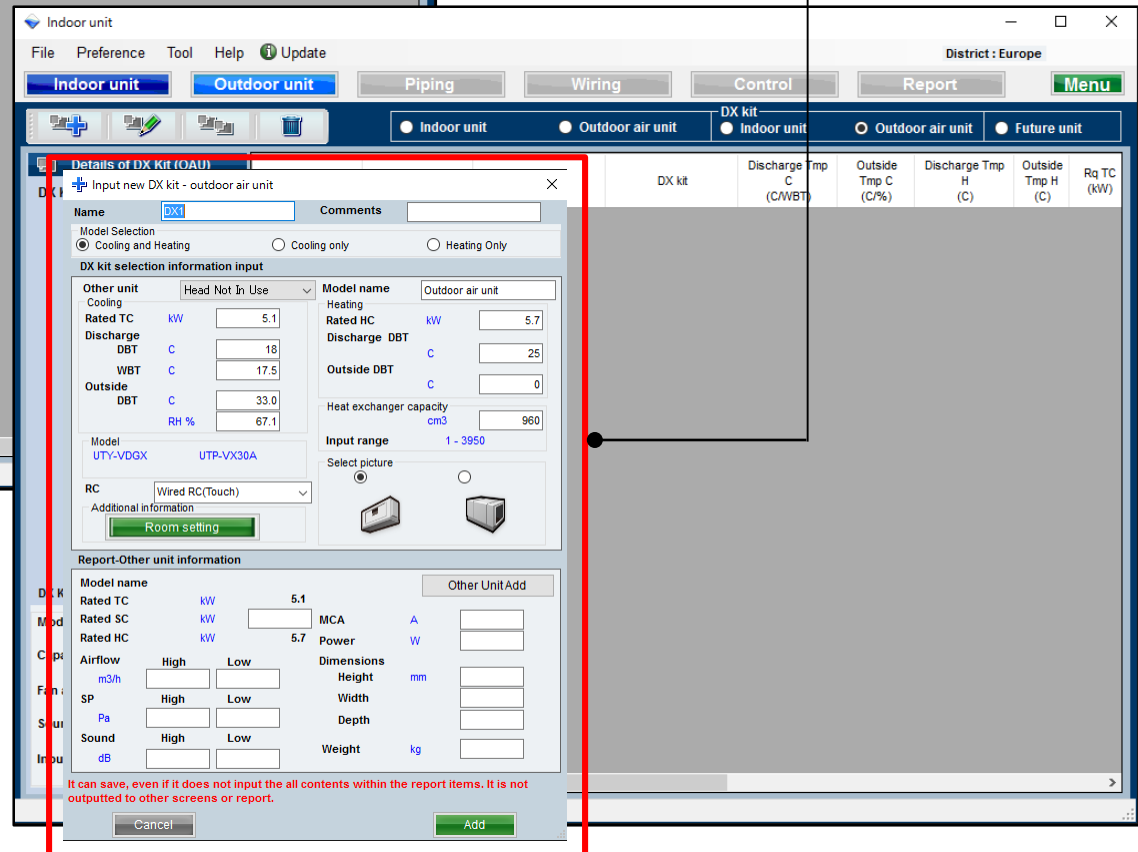 Indoor unit
File Preference Tool Help Update District : Europe
Indoor unit Outdoor unit Piping Wiring Control Report Menu
DX kit
Indoor unit Outdoor air unit Indoor unit Outdoor air unit Future unit
Details of DX Kit (OAU)
DX kit
Discharge Tmp C (C/WBT)
Outside Tmp C (C/%)
Discharge Tmp H (C)
Outside Tmp H (C)
Rq TC (kW)
Input new DX kit - outdoor air unit
Name DX1 Comments
Model Selection
Cooling and Heating Cooling only Heating Only
DX kit selection information input
Other unit Head Not In Use Model name Outdoor air unit
Cooling
Rated TC kW 5.1
Discharge
DBT C 18
WBT C 17.5
Outside
DBT C 33.0
RH % 67.1
Heating
Rated HC kW 5.7
Discharge DBT
C 25
Outside DBT
C 0
Heat exchanger capacity
cm3 960
Input range 1 - 3950
Model
UTY-VDGX UTP-VX30A
Select picture
RC Wired RC(Touch)
Additional information
Room setting
Report-Other unit information
Model name Other Unit Add
Rated TC kW 5.1
Rated SC kW
Rated HC kW 5.7
MCA A
Power W
Airflow High Low
m3/h
SP High Low
Pa
Sound High Low
dB
Dimensions
Height mm
Width
Depth
Weight kg
It can save, even if it does not input the all contents within the report items. It is not
outputted to other screens or report.
Cancel Add